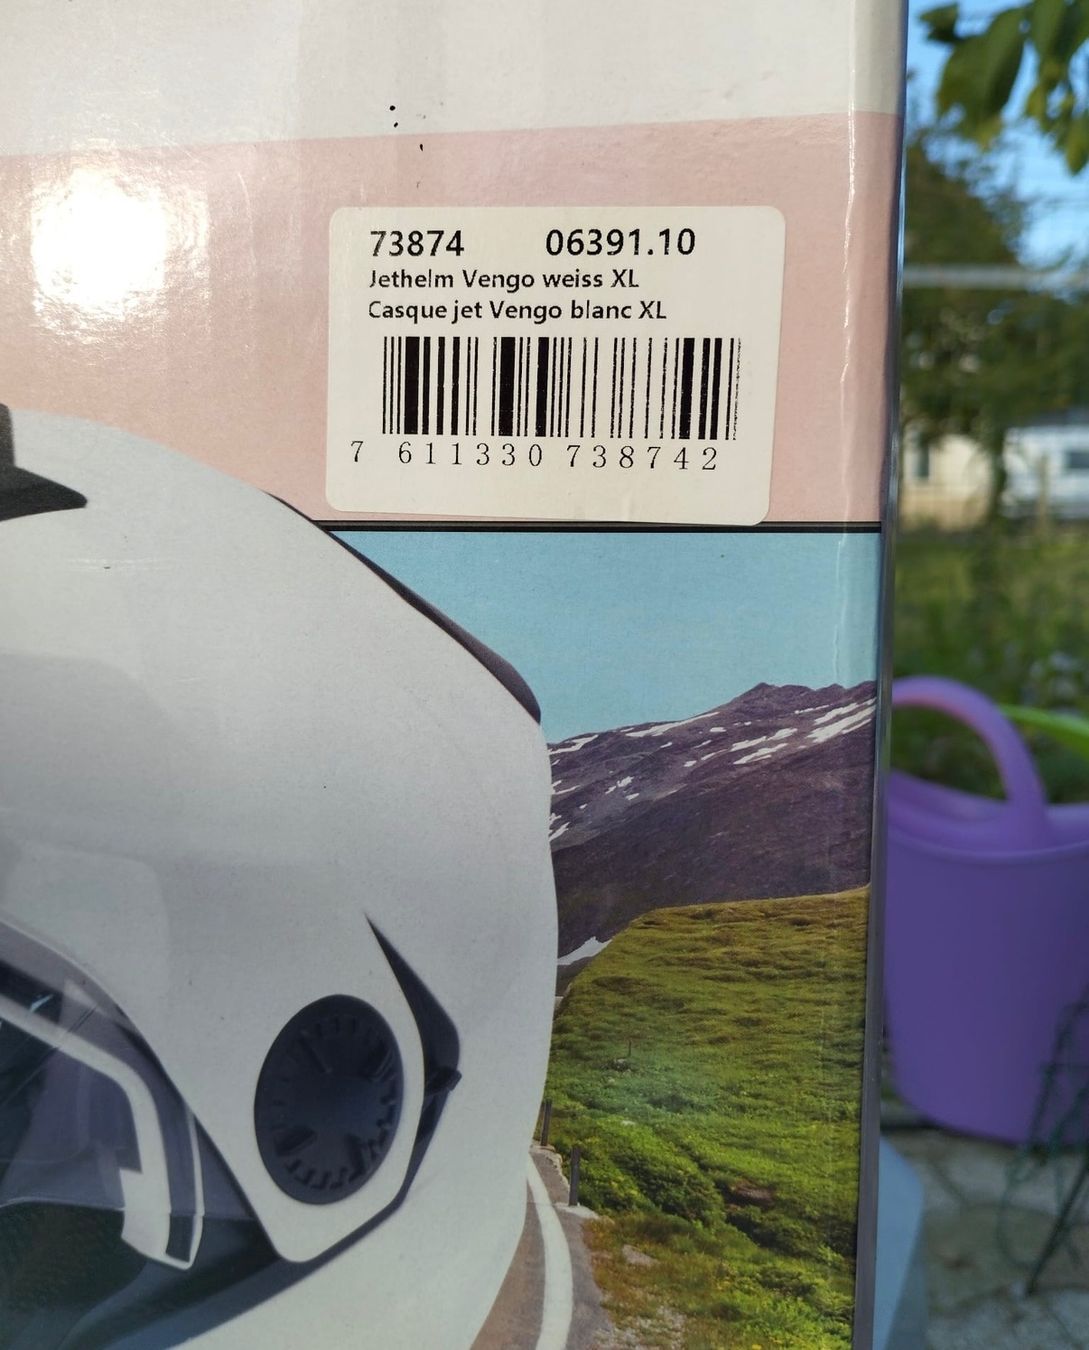 73874 06391.10
Jethelm Vengo weiss XL
Casque jet Vengo blanc XL
7 611330 738742